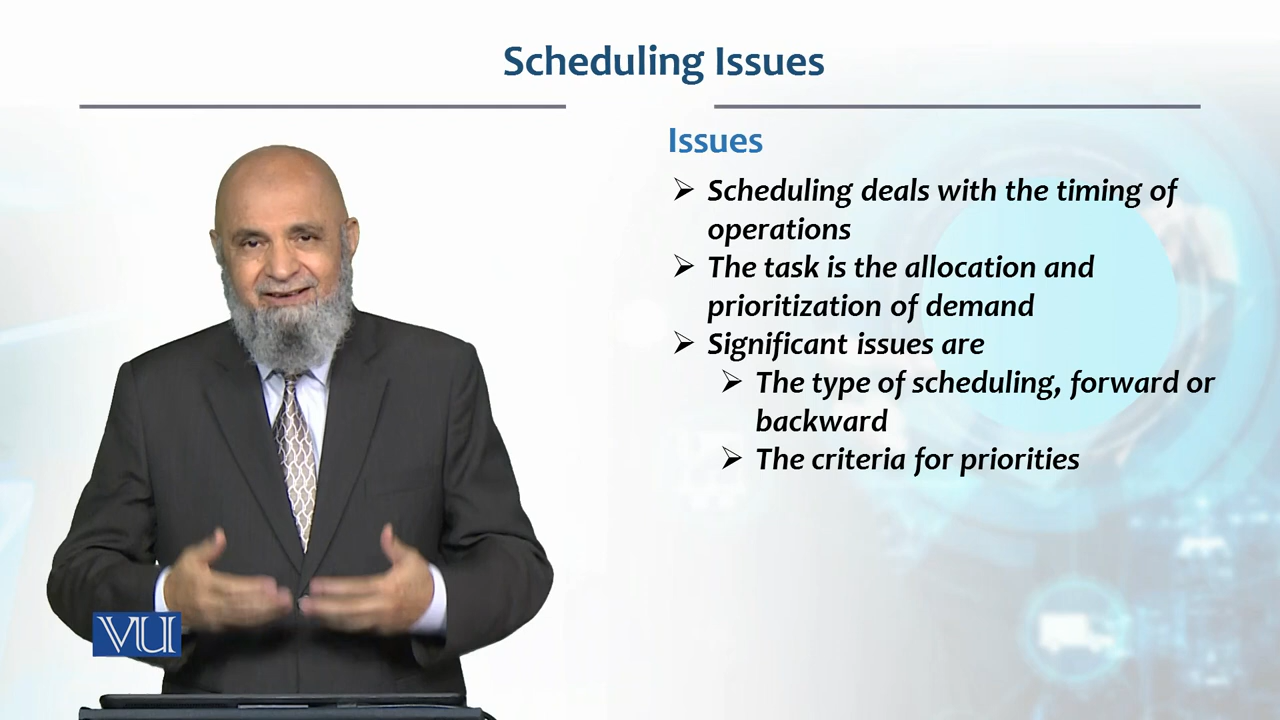 Scheduling Issues
Issues
➢ Scheduling deals with the timing of
operations
➢ The task is the allocation and
prioritization of demand
➢ Significant issues are
➢ The type of scheduling, forward or
backward
➢ The criteria for priorities
VU